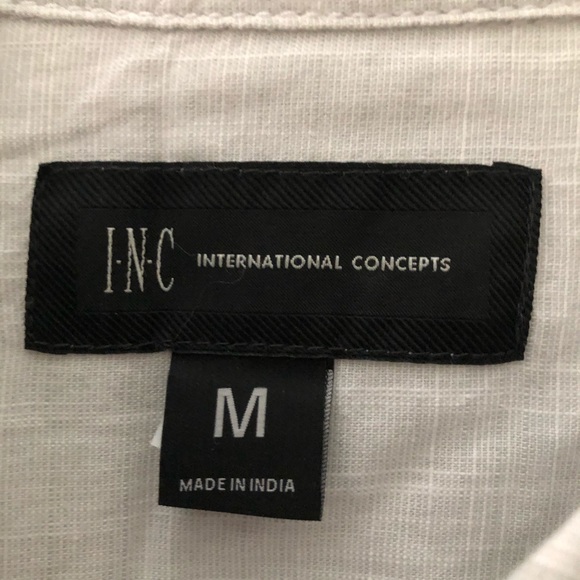 I·N·C INTERNATIONAL CONCEPTS
M
MADE IN INDIA